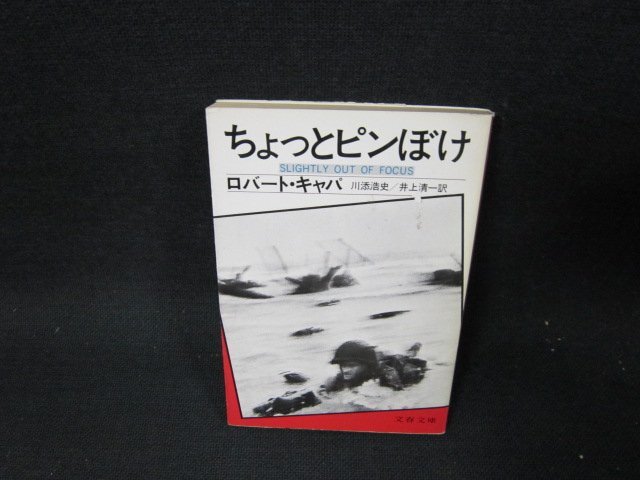 ちょっとピンぼけ
SLIGHTLY OUT OF FOCUS
ロバート・キャパ 川添浩史／井上清一訳
文春文庫